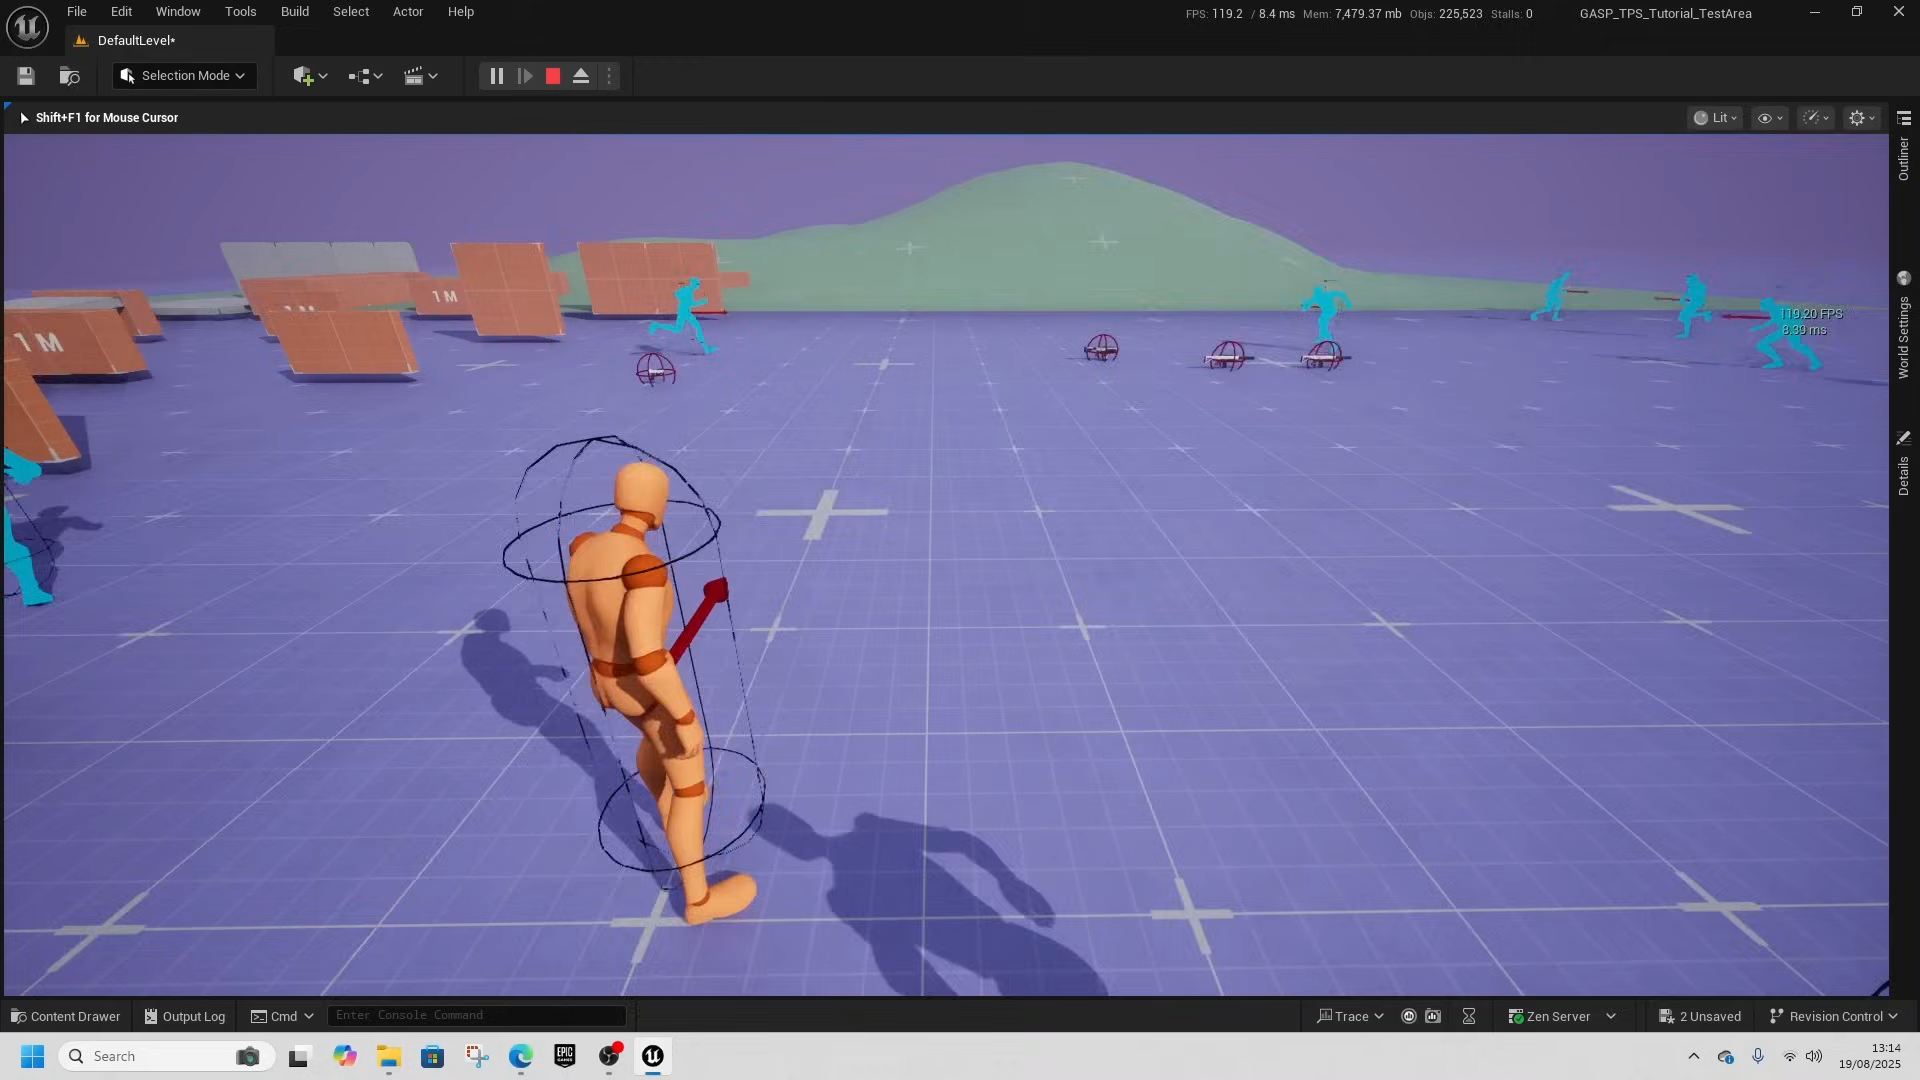 File Edit Window Tools Build Select Actor Help
FPS: 119.2 / 8.4 ms Mem: 7,479.37 mb Objs: 225,523 Stalls: 0
GASP_TPS_Tutorial_TestArea
DefaultLevel*
Selection Mode
Shift+F1 for Mouse Cursor
Lit
Outliner
World Settings
Details
1 M
1 M
119.20 FPS
8.39 ms
Content Drawer
Output Log
Cmd
Enter Console Command
Trace
Zen Server
2 Unsaved
Revision Control
Search
EPIC
GAMES
13:14
19/08/2025